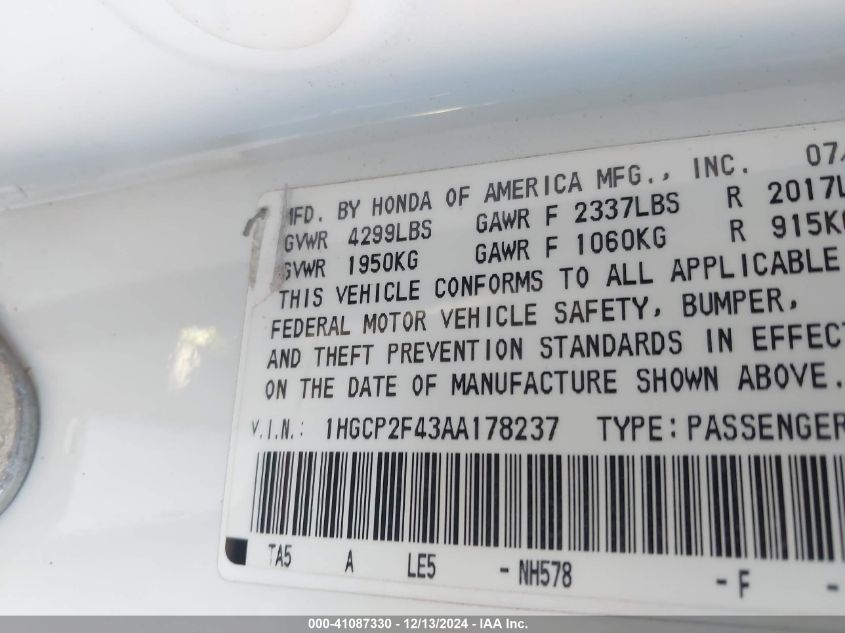 MFD. BY HONDA OF AMERICA MFG., INC. 07/
GVWR 4299LBS GAWR F 2337LBS R 2017L
GVWR 1950KG GAWR F 1060KG R 915KG
THIS VEHICLE CONFORMS TO ALL APPLICABLE
FEDERAL MOTOR VEHICLE SAFETY, BUMPER,
AND THEFT PREVENTION STANDARDS IN EFFECT
ON THE DATE OF MANUFACTURE SHOWN ABOVE.
V.I.N.: 1HGCP2F43AA178237 TYPE: PASSENGER
TA5 A LE5 - NH578 - F -
000-41087330 - 12/13/2024 - IAA Inc.